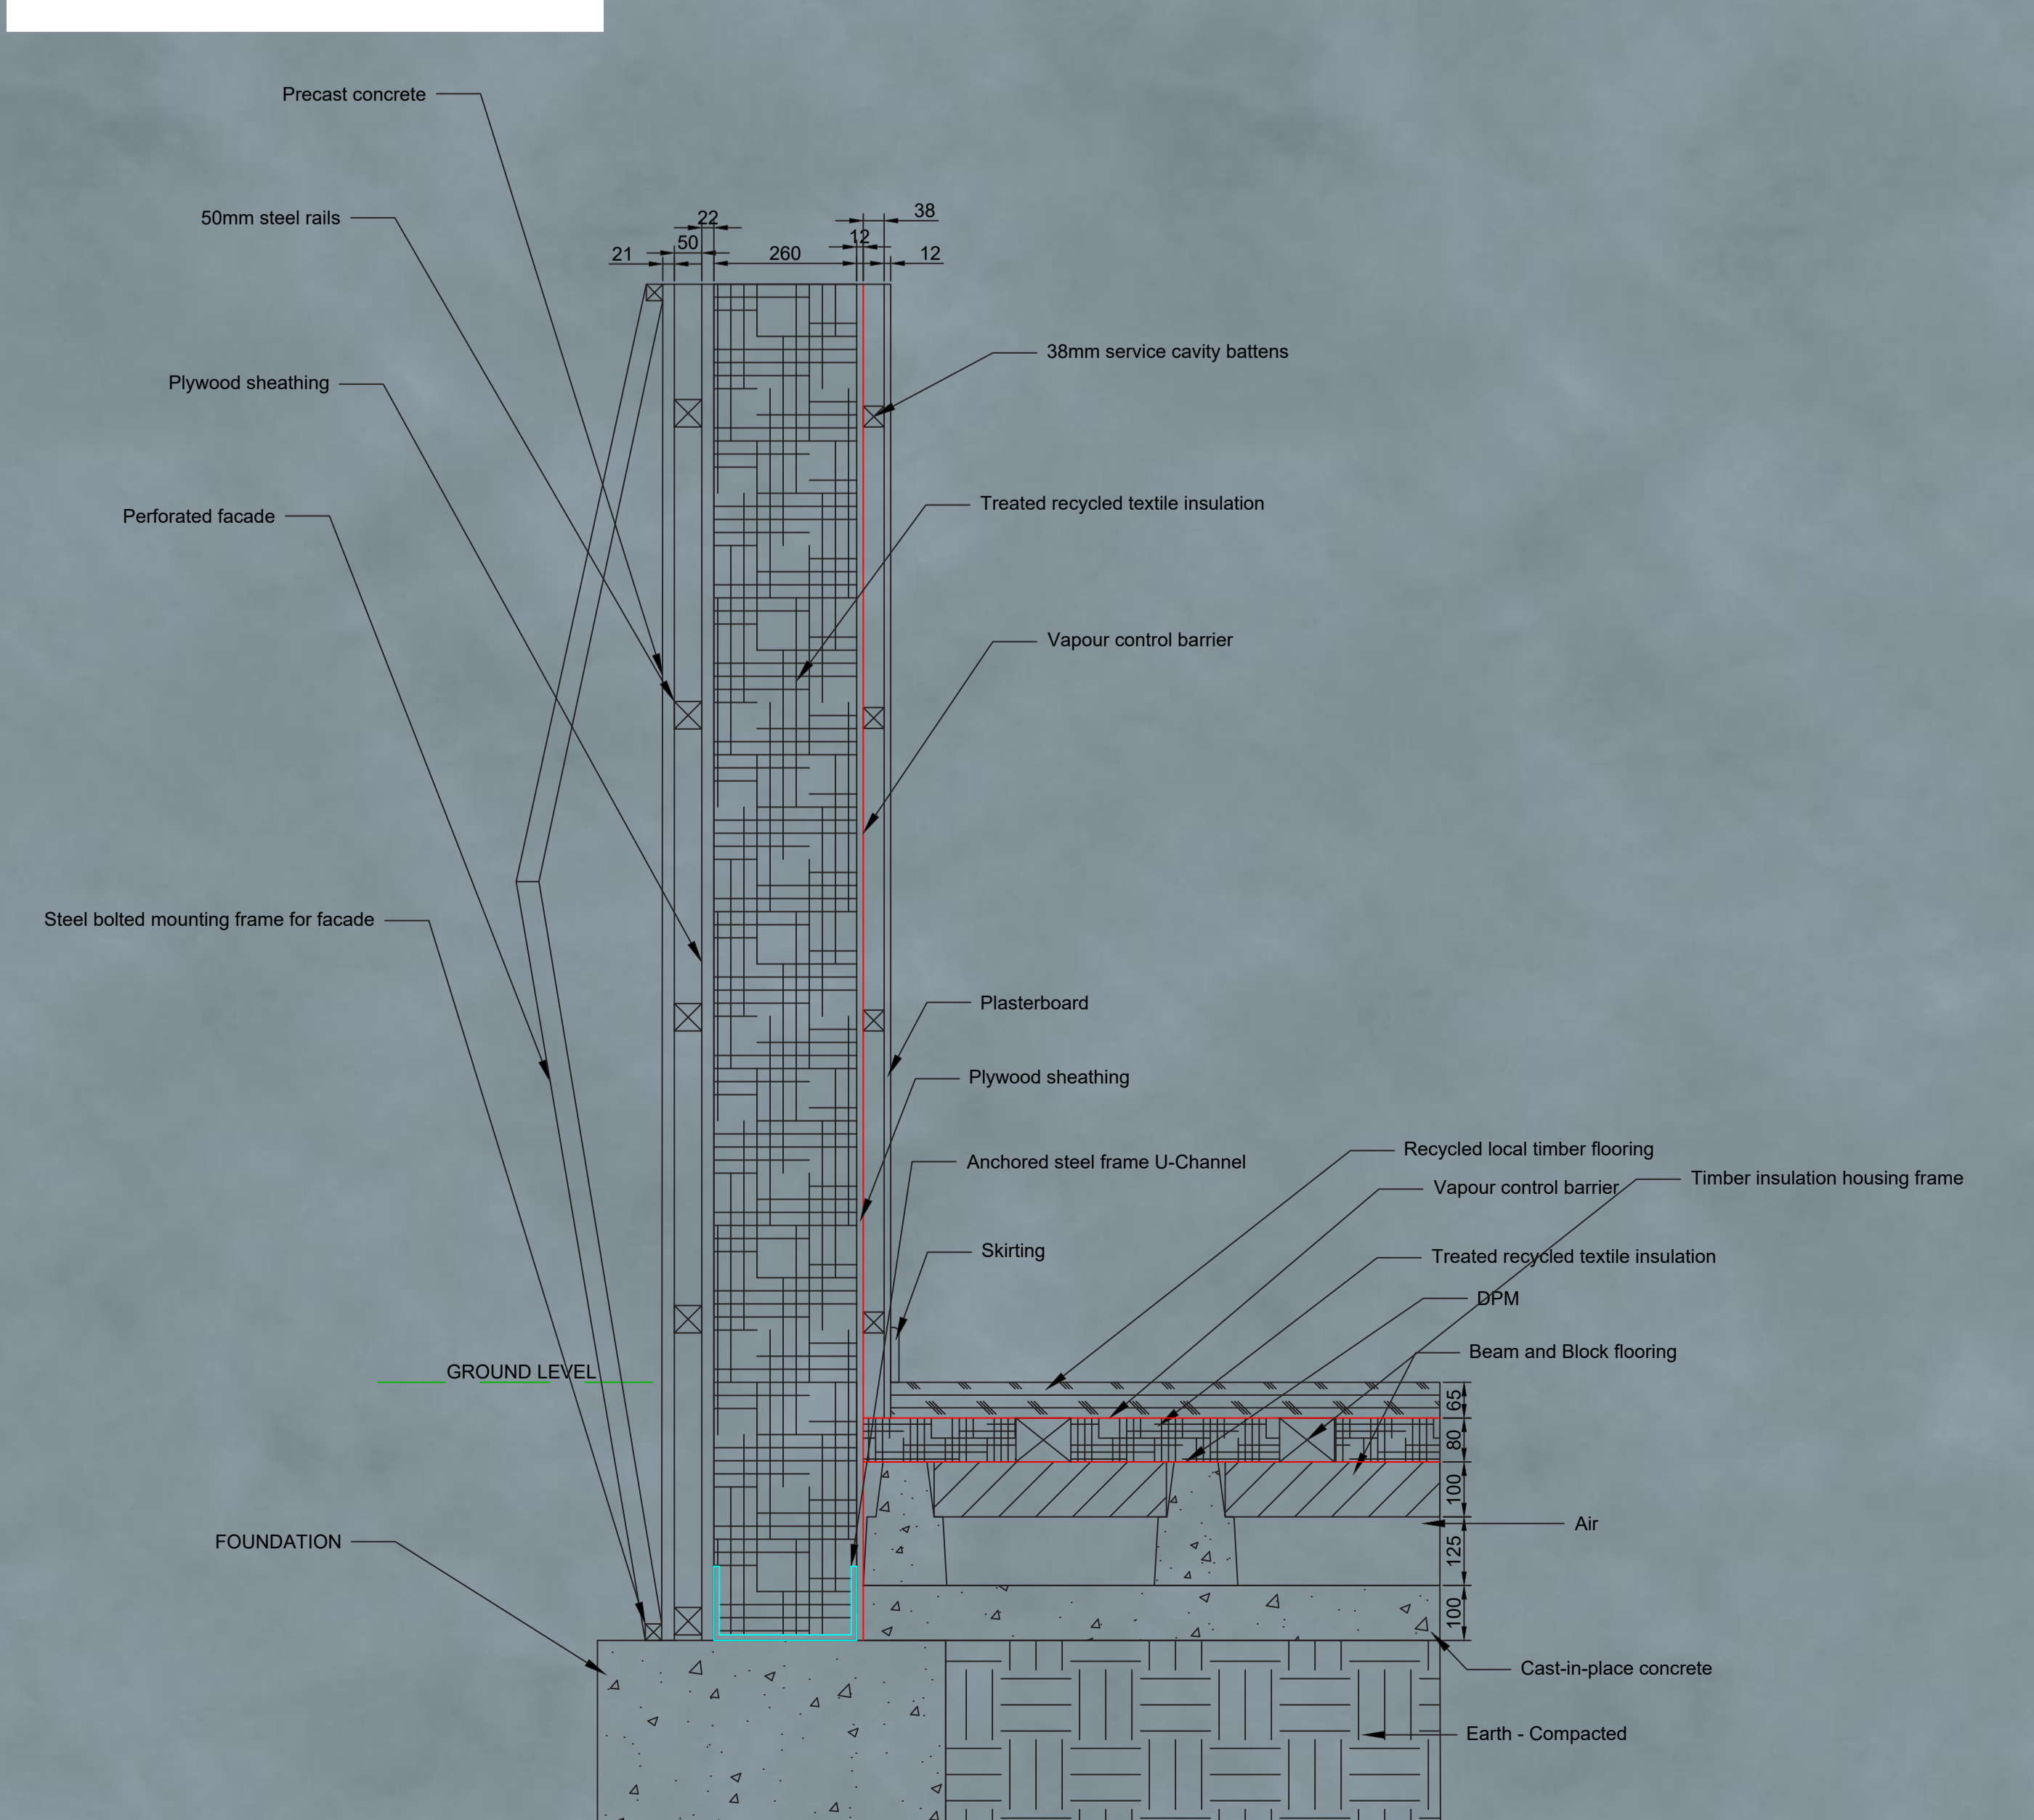 Precast concrete
50mm steel rails
22
38
50
12
21
260
12
38mm service cavity battens
Plywood sheathing
Treated recycled textile insulation
Perforated facade
Vapour control barrier
Steel bolted mounting frame for facade
Plasterboard
Plywood sheathing
Anchored steel frame U-Channel
Recycled local timber flooring
Timber insulation housing frame
Vapour control barrier
Skirting
Treated recycled textile insulation
DPM
Beam and Block flooring
GROUND LEVEL
65
80
100
Air
125
FOUNDATION
100
Cast-in-place concrete
Earth - Compacted